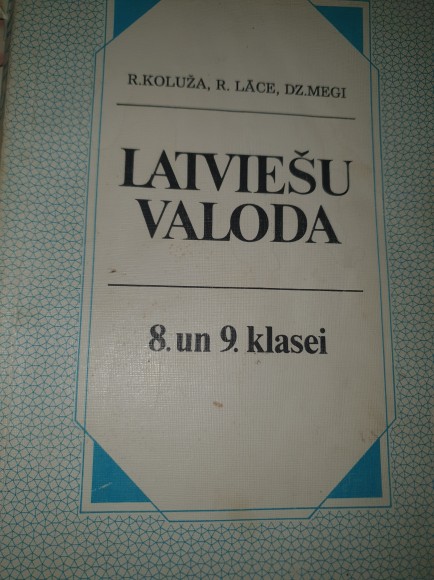 R.KOLUŽA, R. LĀCE, DZ.MEGI
LATVIEŠU
VALODA
8. un 9. klasei